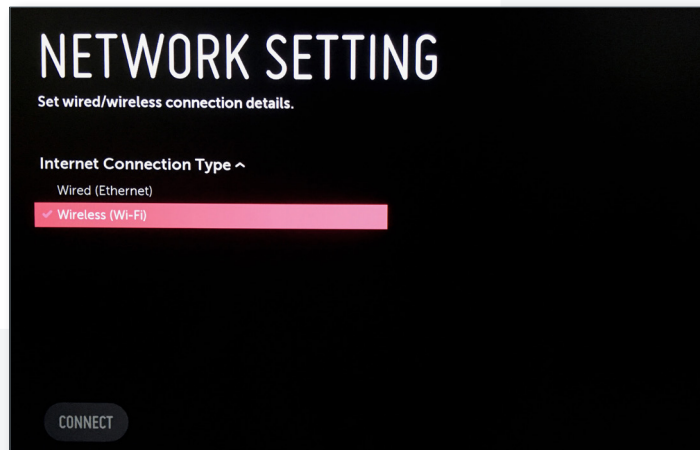 NETWORK SETTING
Set wired/wireless connection details.
Internet Connection Type
Wired (Ethernet)
Wireless (Wi-Fi)
CONNECT